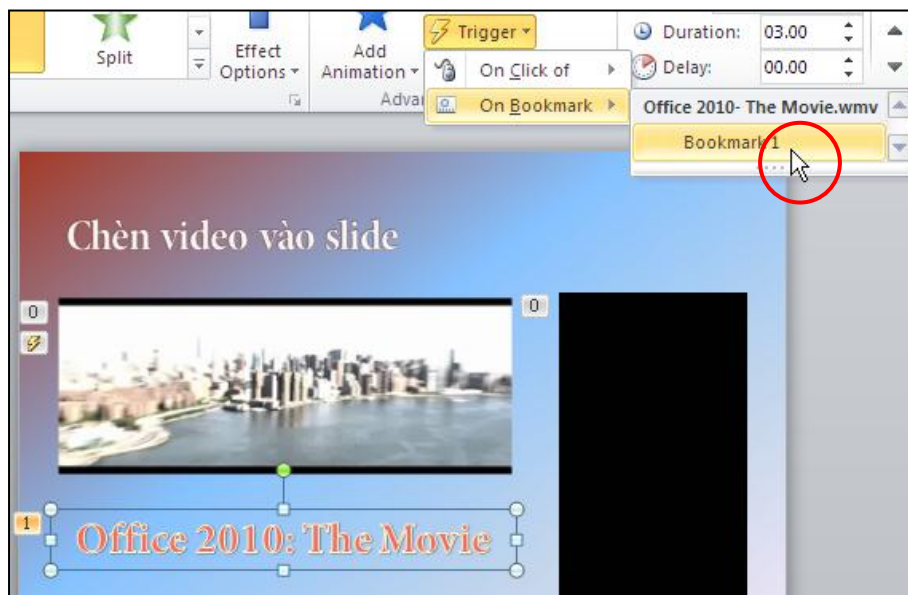 Split
Effect
Options
Add
Animation
Adva
Trigger
On Click of
On Bookmark
Duration: 03.00
Delay: 00.00
Office 2010- The Movie.wmv
Bookmark 1
Chèn video vào slide
0
0
1
Office 2010: The Movie